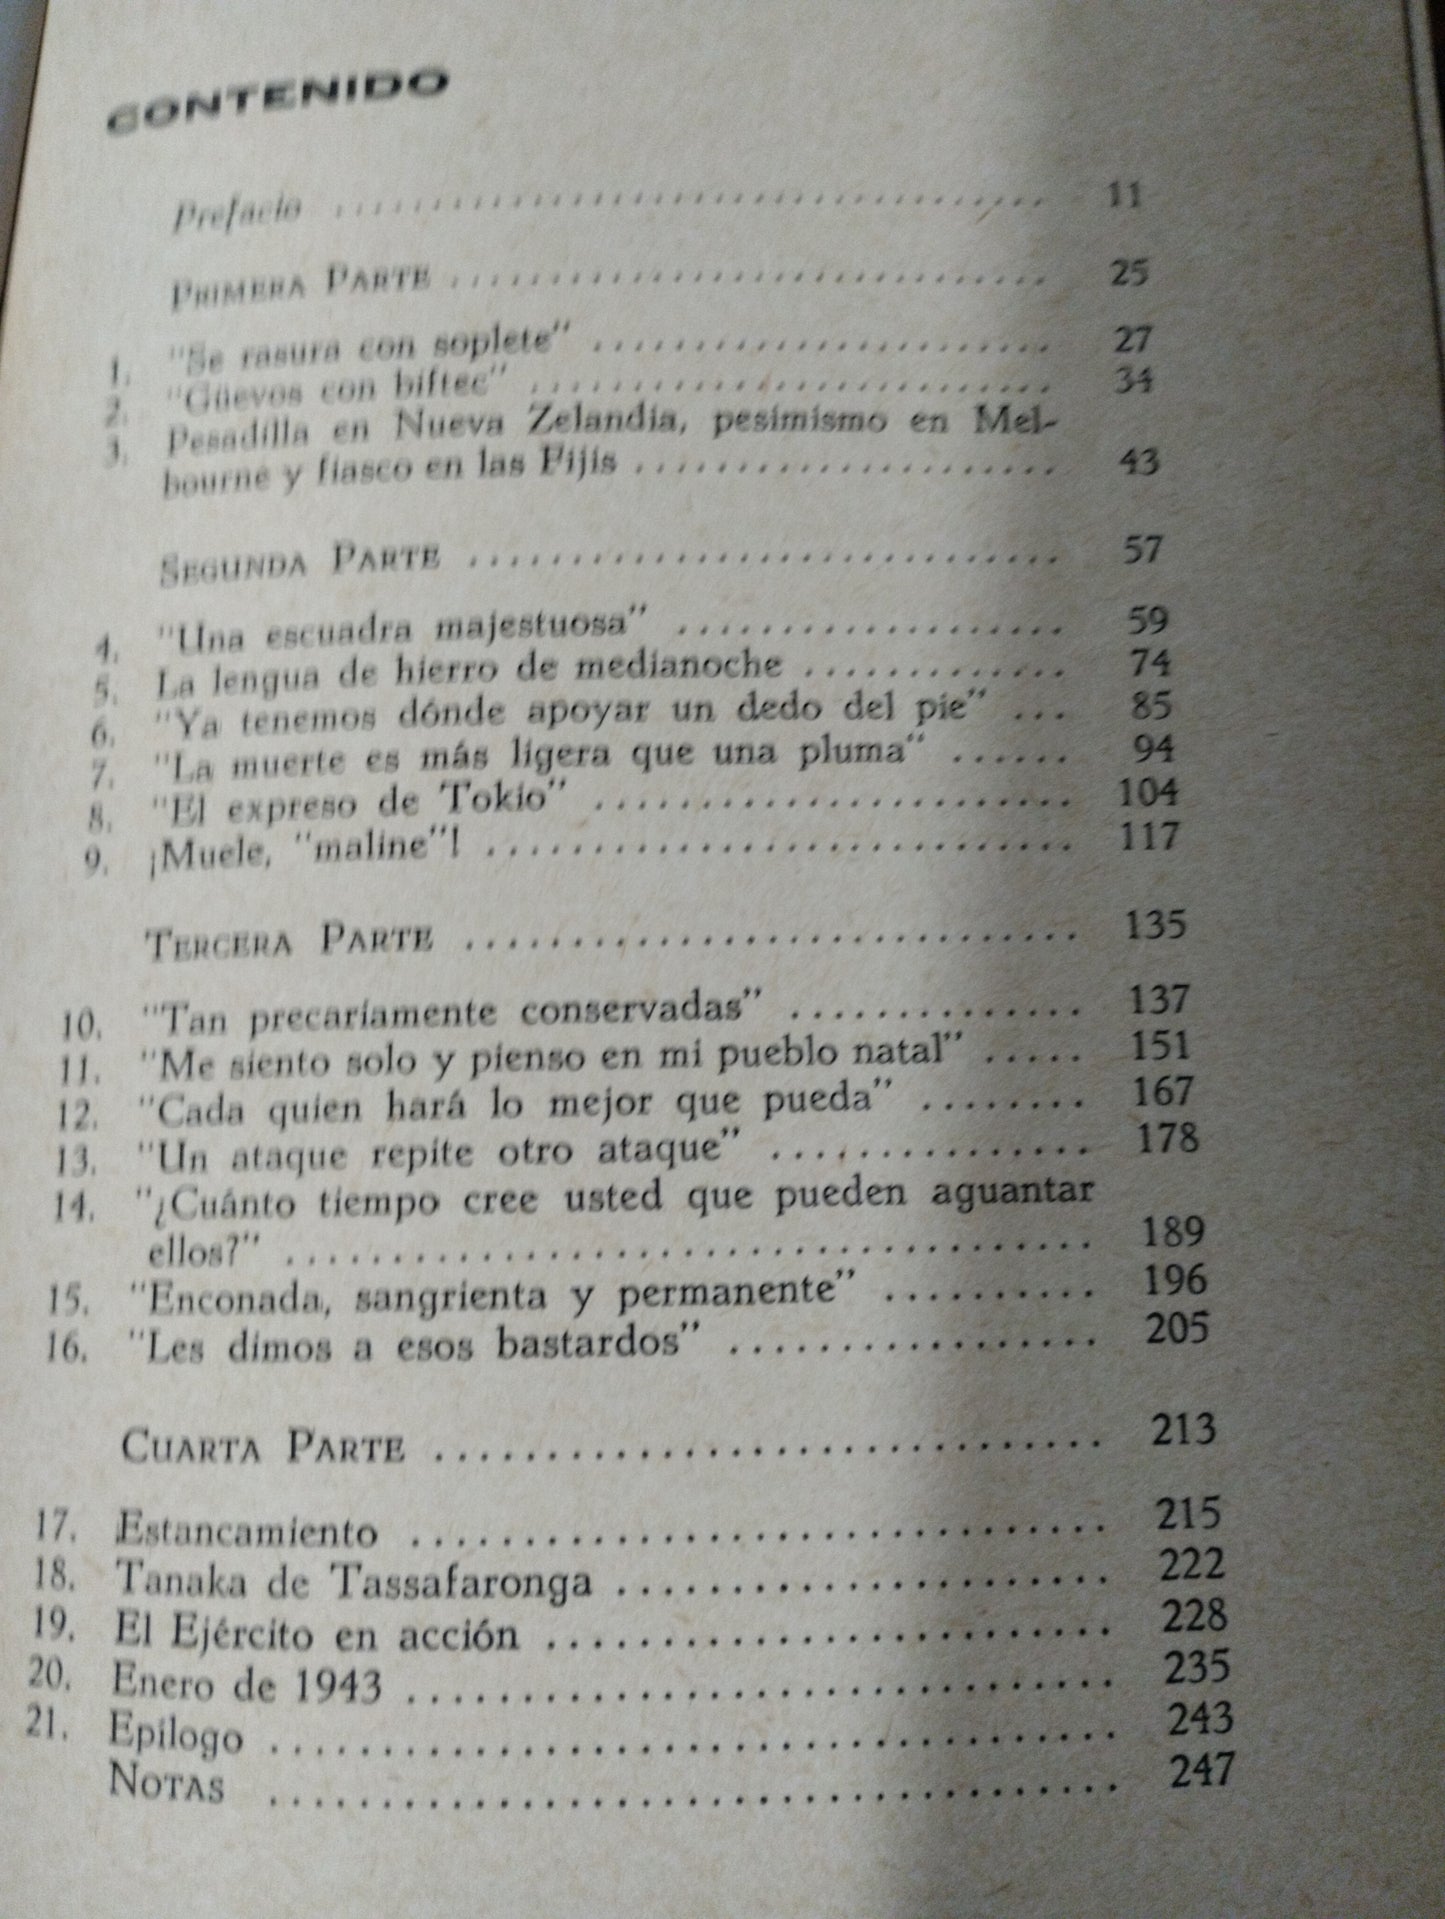 CONTENIDO
Prefacio ........................................ 11
PRIMERA PARTE .............................. 25
1. "Se rasura con soplete" ........................ 27
2. "Güevos con biftec" ............................ 34
3. Pesadilla en Nueva Zelandia, pesimismo en Mel-
bourne y fiasco en las Fijis ...................... 43
SEGUNDA PARTE .............................. 57
4. "Una escuadra majestuosa" ................... 59
5. La lengua de hierro de medianoche ............. 74
6. "Ya tenemos dónde apoyar un dedo del pie" ... 85
7. "La muerte es más ligera que una pluma" ...... 94
8. "El expreso de Tokio" ......................... 104
9. ¡Muele, "maline"! .............................. 117
TERCERA PARTE .............................. 135
10. "Tan precariamente conservadas" .............. 137
11. "Me siento solo y pienso en mi pueblo natal" ..... 151
12. "Cada quien hará lo mejor que pueda" ........ 167
13. "Un ataque repite otro ataque" ............... 178
14. "¿Cuánto tiempo cree usted que pueden aguantar
ellos?" ........................................ 189
15. "Enconada, sangrienta y permanente" .......... 196
16. "Les dimos a esos bastardos" ................. 205
CUARTA PARTE .............................. 213
17. Estancamiento ................................ 215
18. Tanaka de Tassafaronga ...................... 222
19. El Ejército en acción ......................... 228
20. Enero de 1943 ................................ 235
21. Epílogo ...................................... 243
NOTAS ...................................... 247